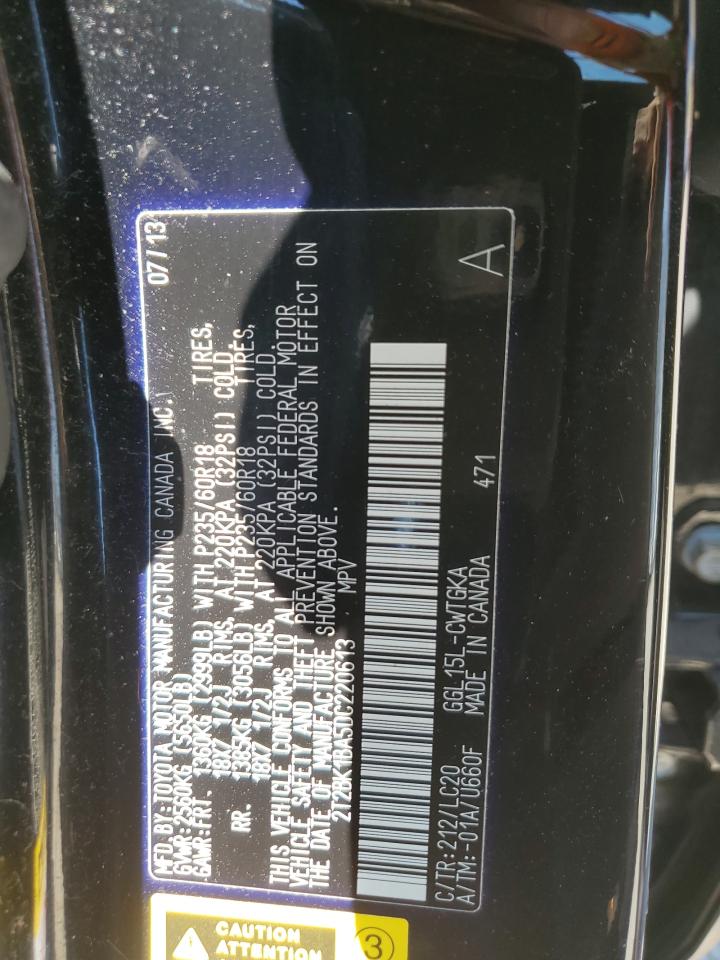 MFD.BY:TOYOTA MOTOR MANUFACTURING CANADA INC. 07/13
GVWR:2560KG (5650LB)
GAWR:FRT. 1360KG (2999LB) WITH P235/60R18 TIRES,
18X7 1/2J RIMS, AT 220KPA (32PSI) COLD.
RR. 1385KG (3056LB) WITH P235/60R18 TIRES,
18X7 1/2J RIMS, AT 220KPA (32PSI) COLD.
THIS VEHICLE CONFORMS TO ALL APPLICABLE FEDERAL MOTOR
VEHICLE SAFETY AND THEFT PREVENTION STANDARDS IN EFFECT ON
THE DATE OF MANUFACTURE SHOWN ABOVE.
2T2BK1BA5DC220613 MPV
C/TR:212/LC20 GGL15L-CWTGKA
A/TM:-01A/U660F MADE IN CANADA 471 A
CAUTION
ATTENTION
3